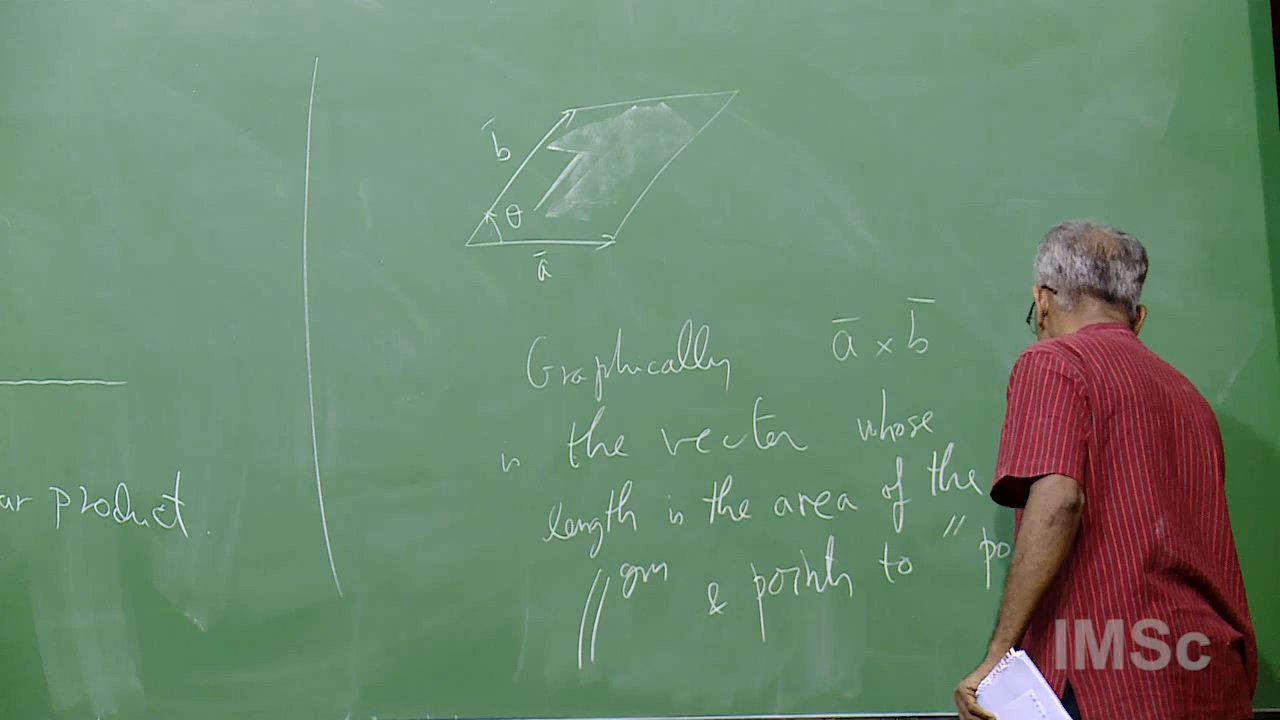 b̄
θ
ā
Graphically ā × b̄
is the vector whose
length is the area of the
//gm & points to " po
ar product.
IMSc